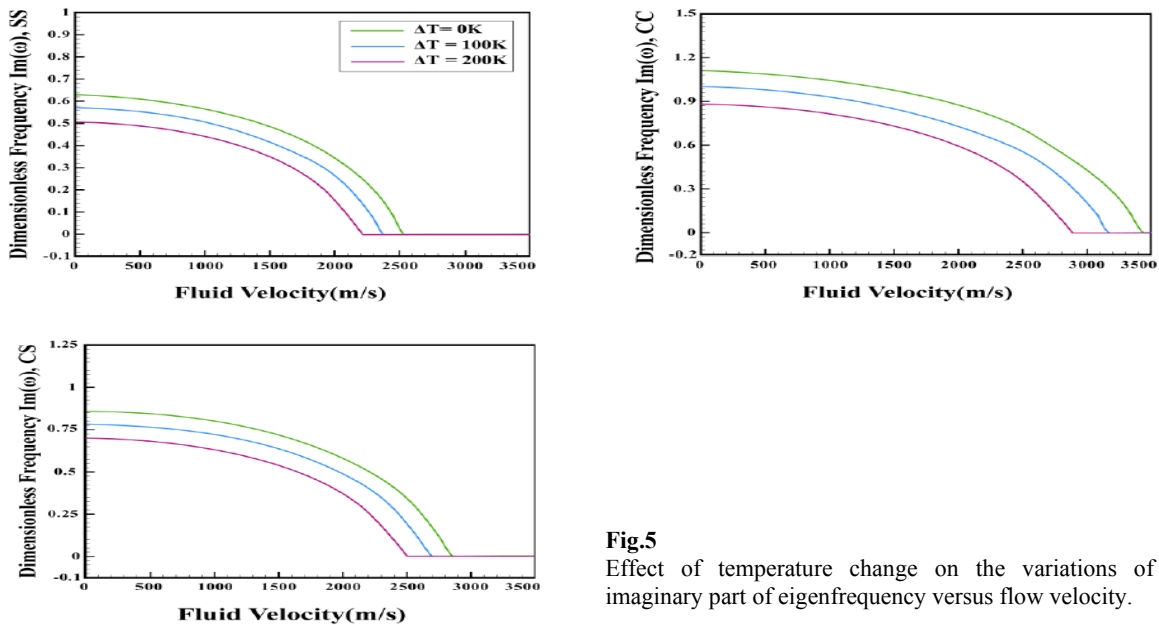 Dimensionless Frequency Im(ω), SS
1
0.9
0.8
0.7
0.6
0.5
0.4
0.3
0.2
0.1
0
-0.1
ΔT= 0K
ΔT = 100K
ΔT = 200K
0 500 1000 1500 2000 2500 3000 3500
Fluid Velocity(m/s)
Dimensionless Frequency Im(ω), CC
1.5
1.2
0.9
0.6
0.3
0
-0.2
0 500 1000 1500 2000 2500 3000 3500
Fluid Velocity(m/s)
Dimensionless Frequency Im(ω), CS
1.25
1
0.75
0.5
0.25
0
-0.1
0 500 1000 1500 2000 2500 3000 3500
Fluid Velocity(m/s)
Fig.5
Effect of temperature change on the variations of
imaginary part of eigenfrequency versus flow velocity.